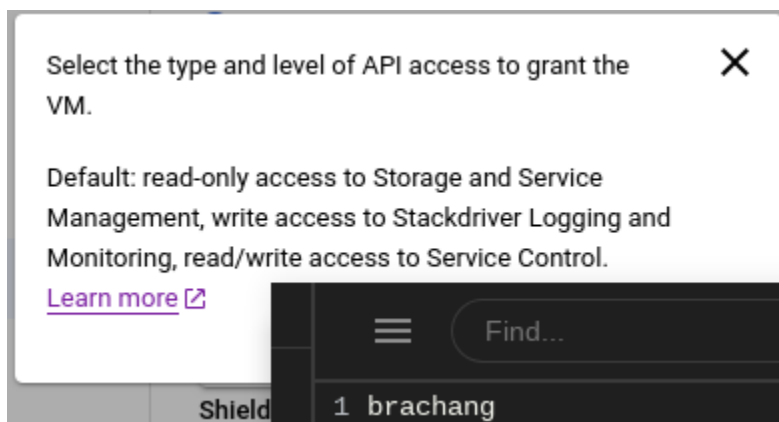 Select the type and level of API access to grant the
VM.
Default: read-only access to Storage and Service
Management, write access to Stackdriver Logging and
Monitoring, read/write access to Service Control.
Learn more
Find...
Shield
1 brachang